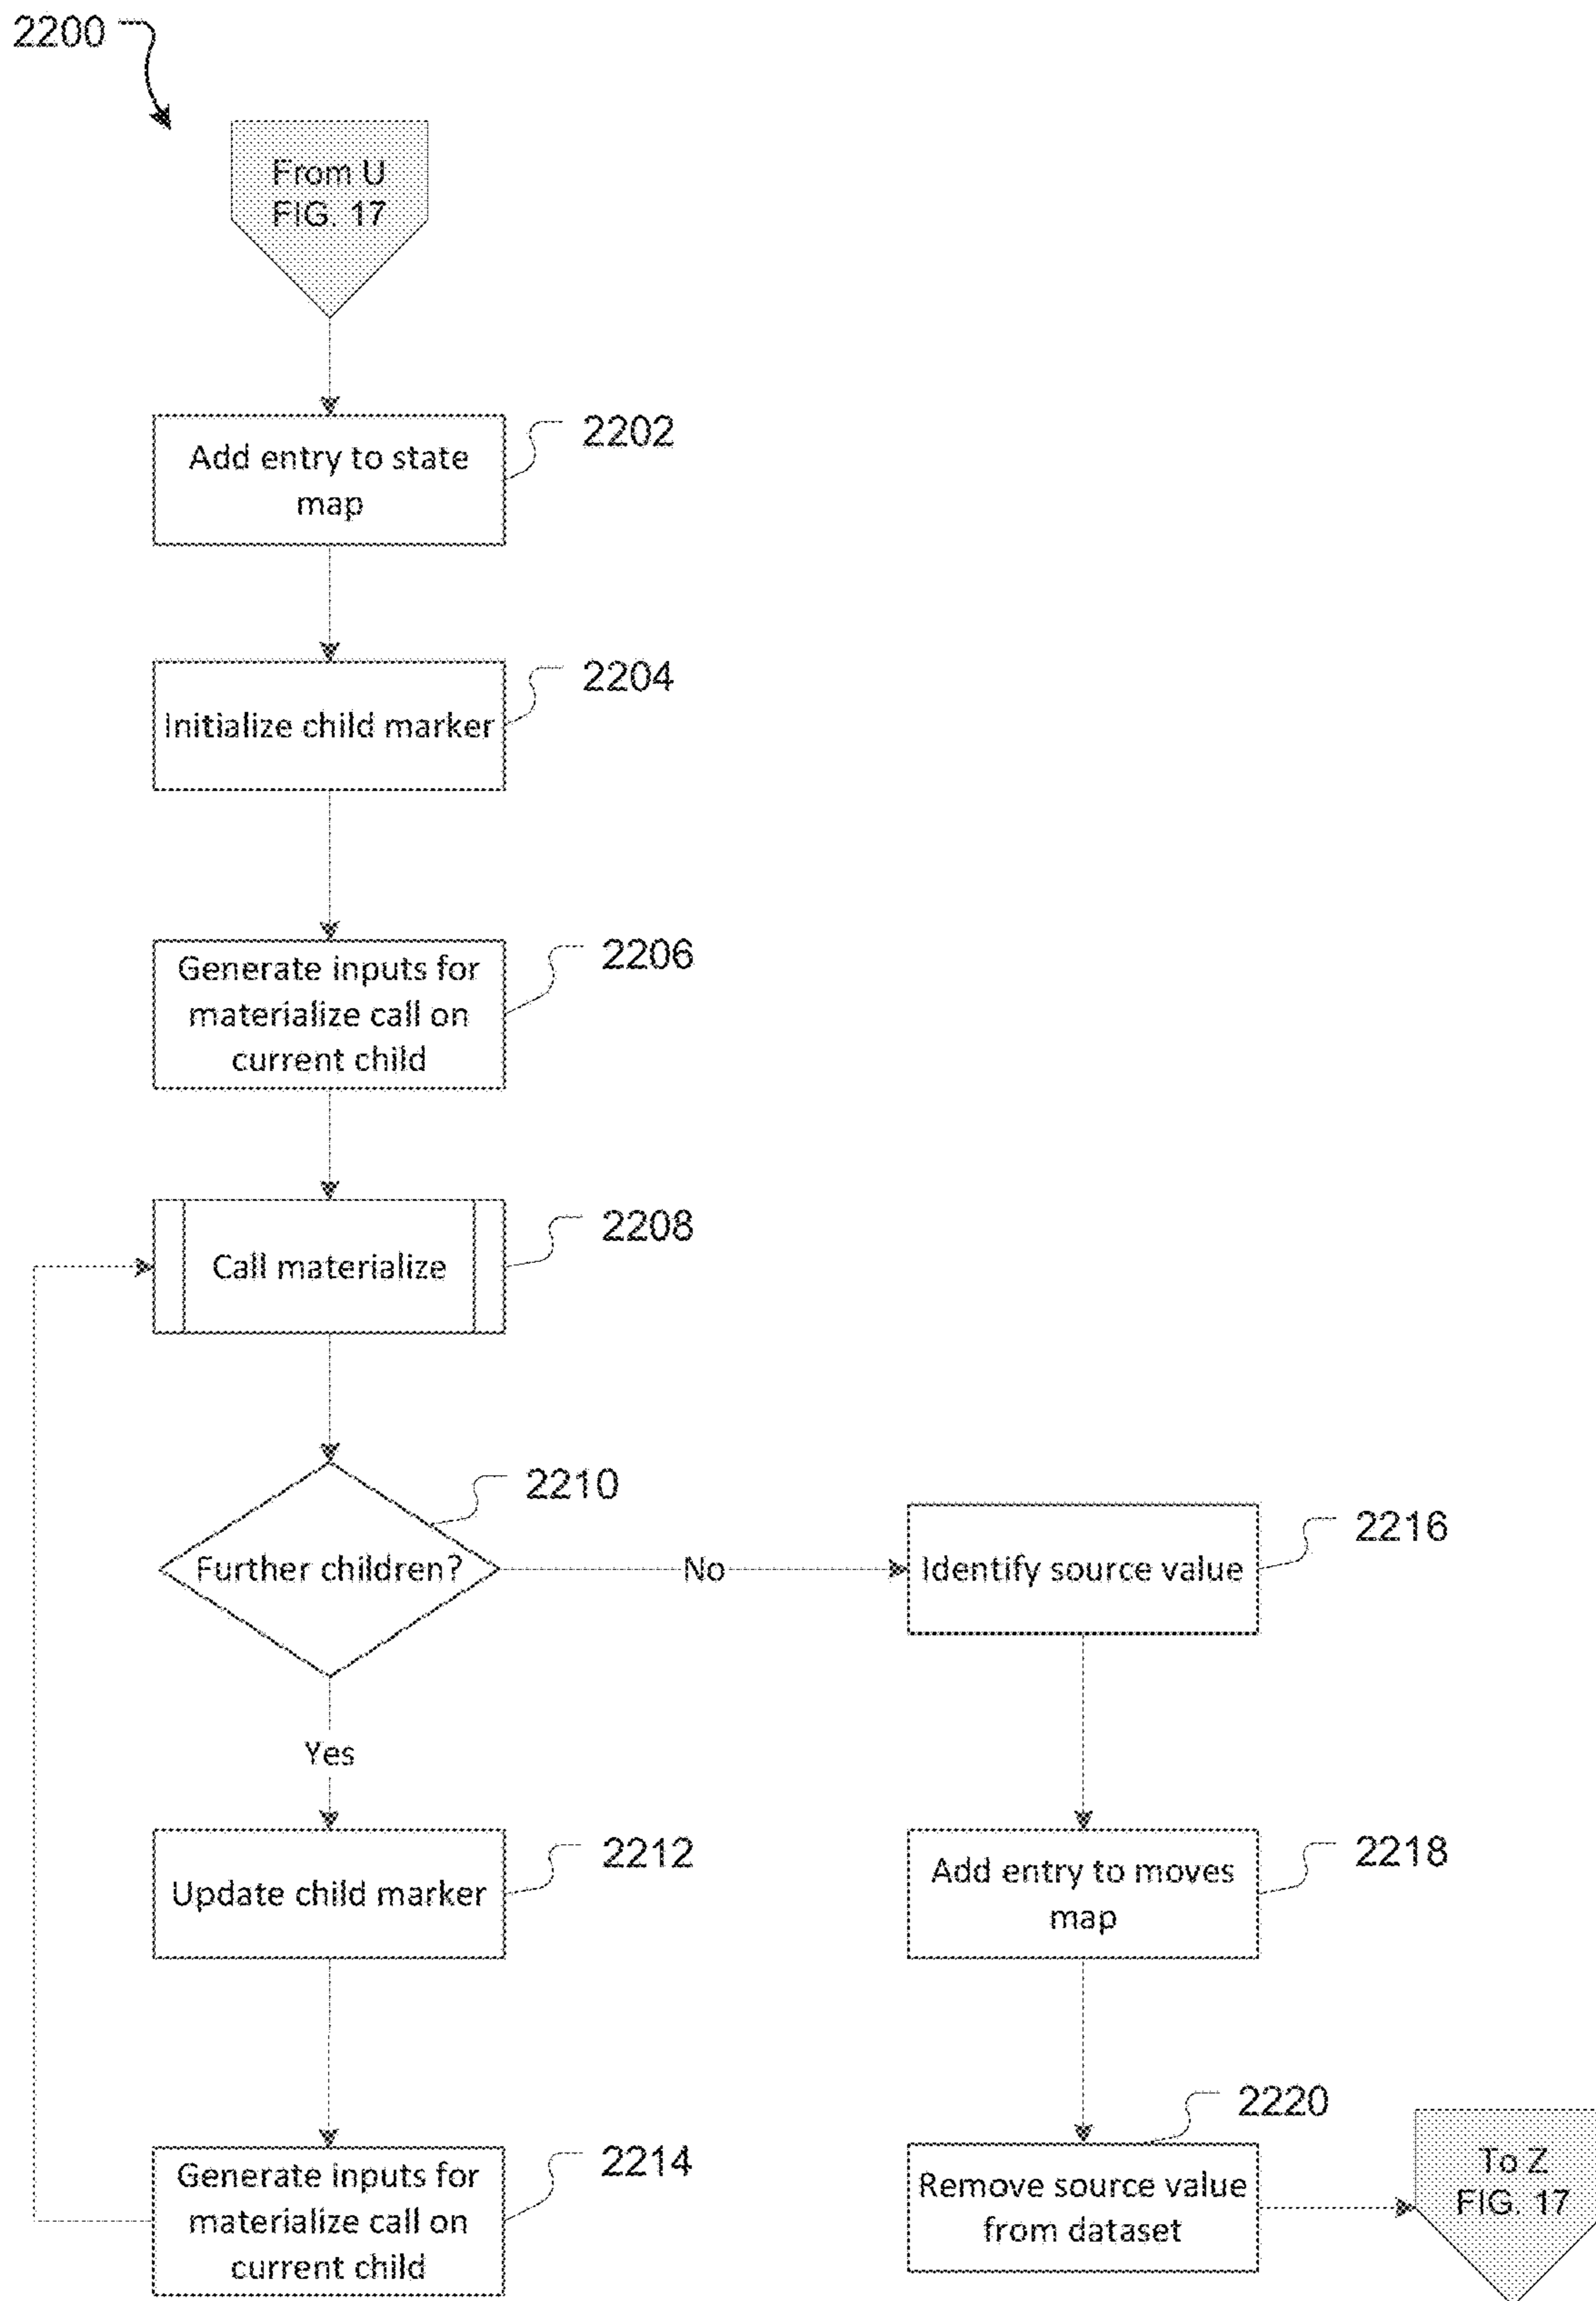 2200
From U
FIG. 17
2202
Add entry to state
map
2204
Initialize child marker
2206
Generate inputs for
materialize call on
current child
2208
Call materialize
2210
Further children?
No
2216
Identify source value
Yes
2212
Update child marker
2218
Add entry to moves
map
2214
Generate inputs for
materialize call on
current child
2220
Remove source value
from dataset
To Z
FIG. 17